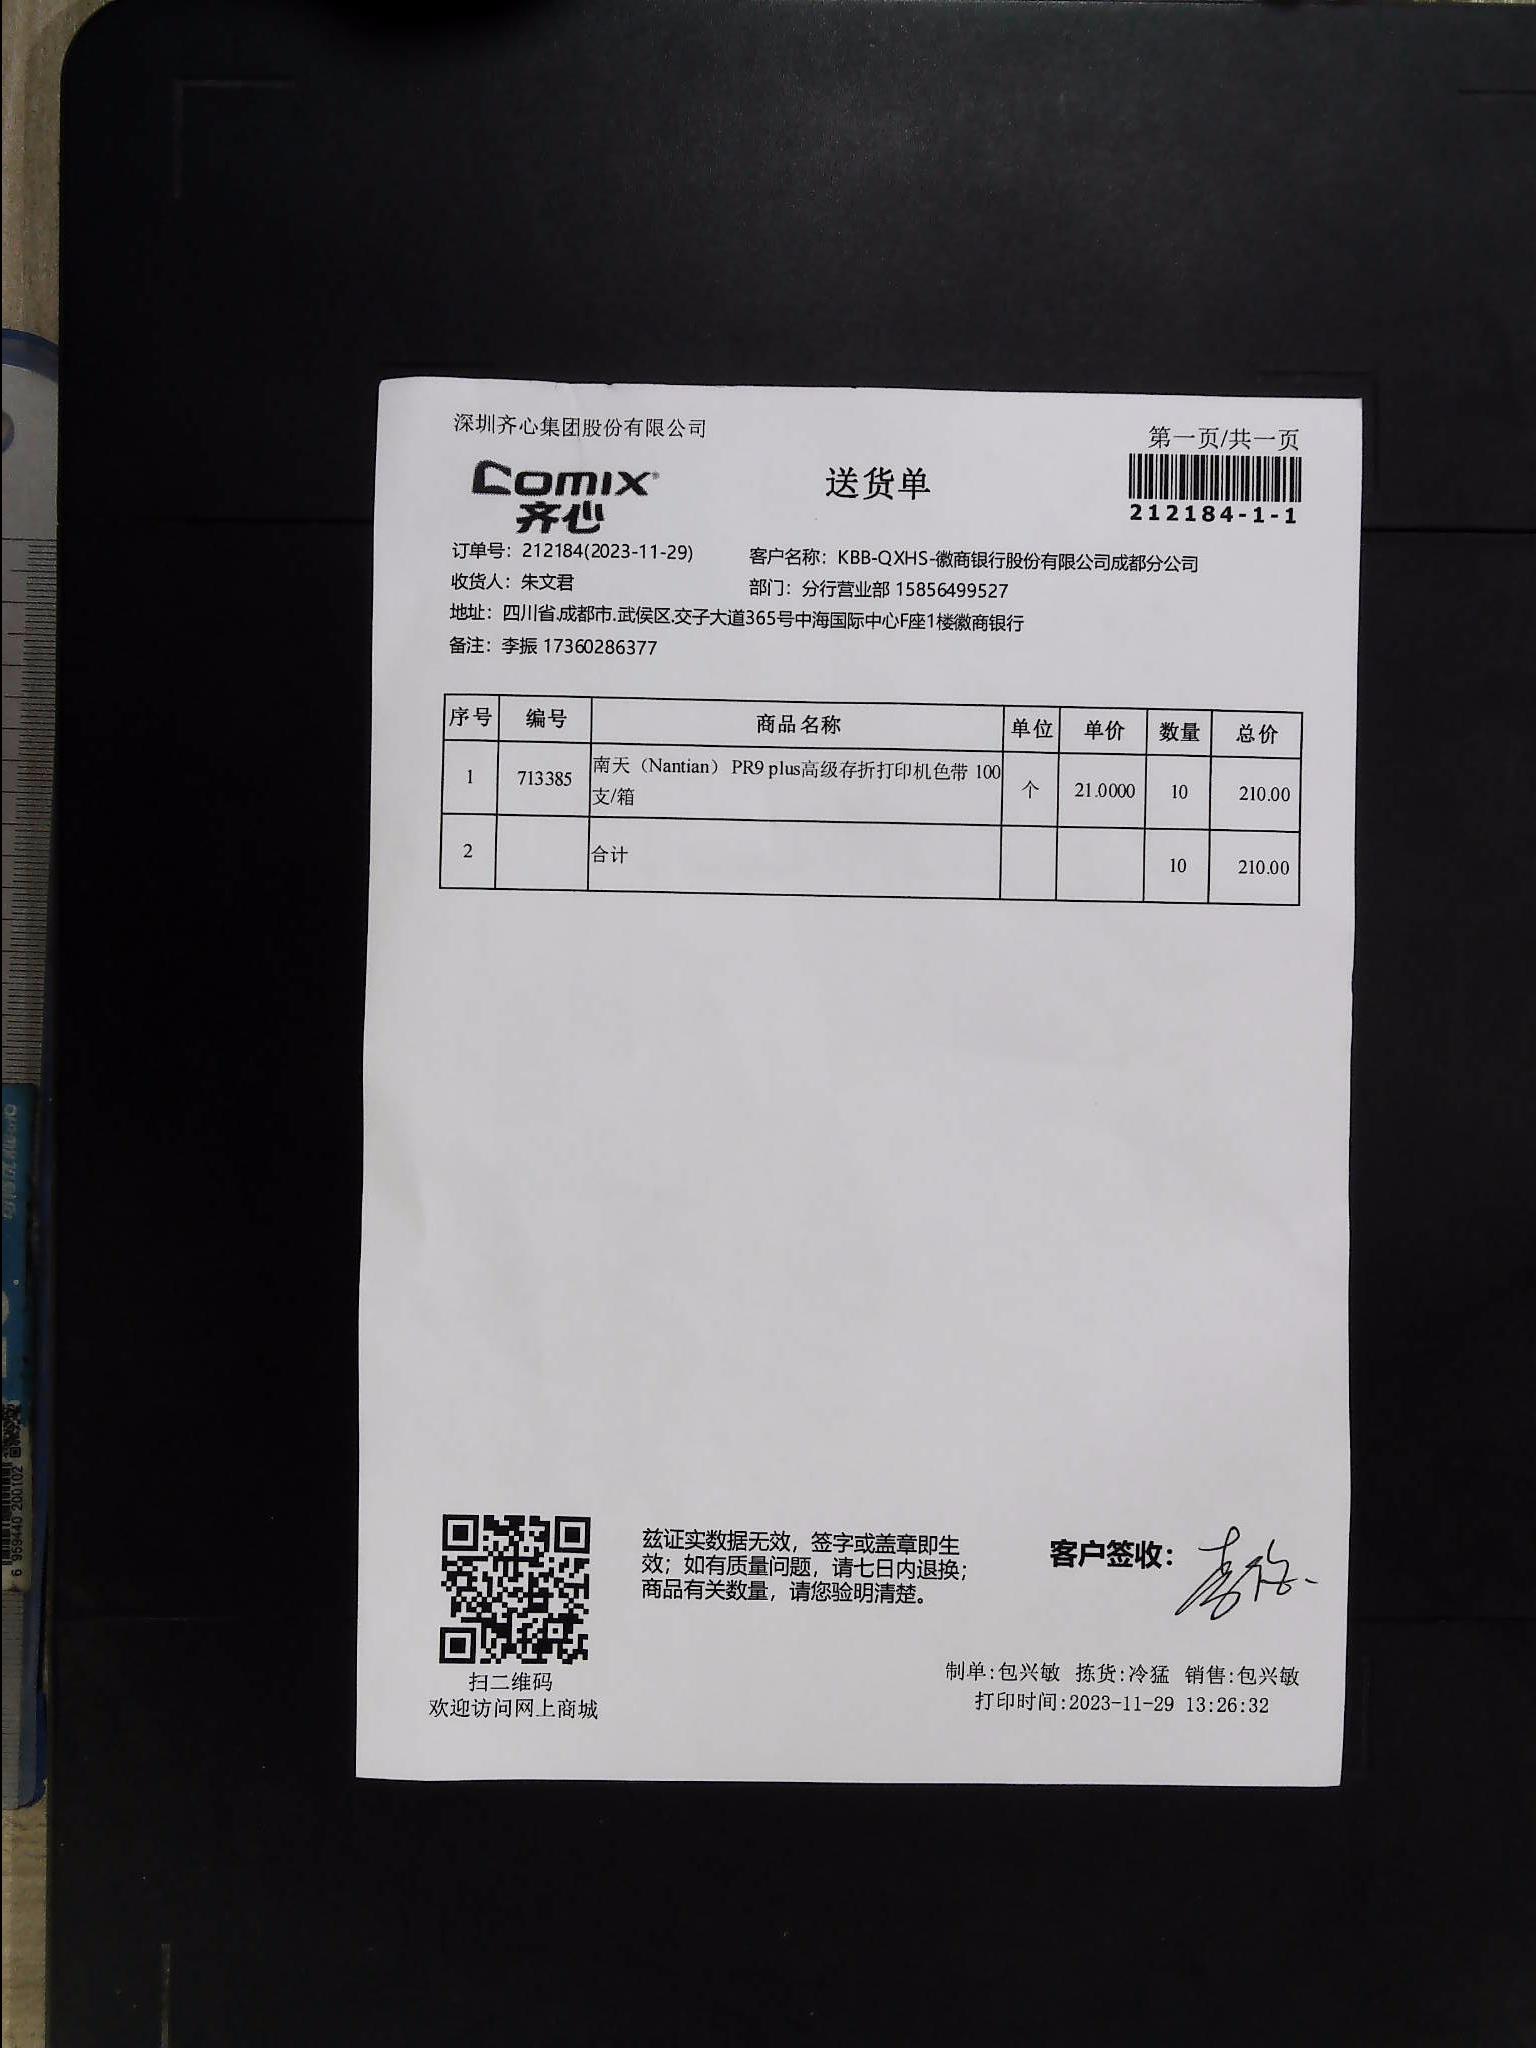 深圳齐心集团股份有限公司
第一页/共一页
Comix®
齐心
送货单
212184-1-1
订单号：212184(2023-11-29) 客户名称：KBB-QXHS-徽商银行股份有限公司成都分公司
收货人：朱文君 部门：分行营业部 15856499527
地址：四川省.成都市.武侯区.交子大道365号中海国际中心F座1楼徽商银行
备注：李振 17360286377
序号 编号 商品名称 单位 单价 数量 总价
1 713385 南天（Nantian） PR9 plus高级存折打印机色带 100
支/箱 个 21.0000 10 210.00
2 合计 10 210.00
兹证实数据无效，签字或盖章即生
效；如有质量问题，请七日内退换；
商品有关数量，请您验明清楚。
客户签收：
扫二维码
欢迎访问网上商城
制单:包兴敏 拣货:冷猛 销售:包兴敏
打印时间:2023-11-29 13:26:32
6 959440 200102